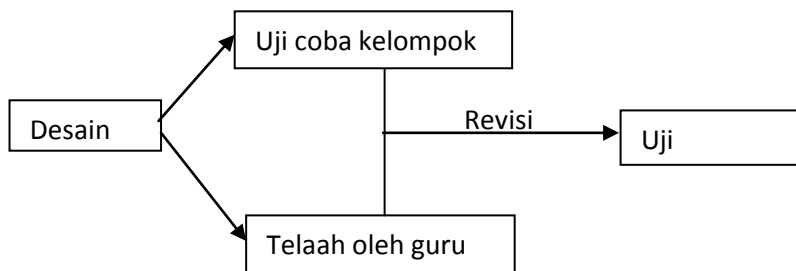 Uji coba kelompok
Desain
Revisi
Uji
Telaah oleh guru